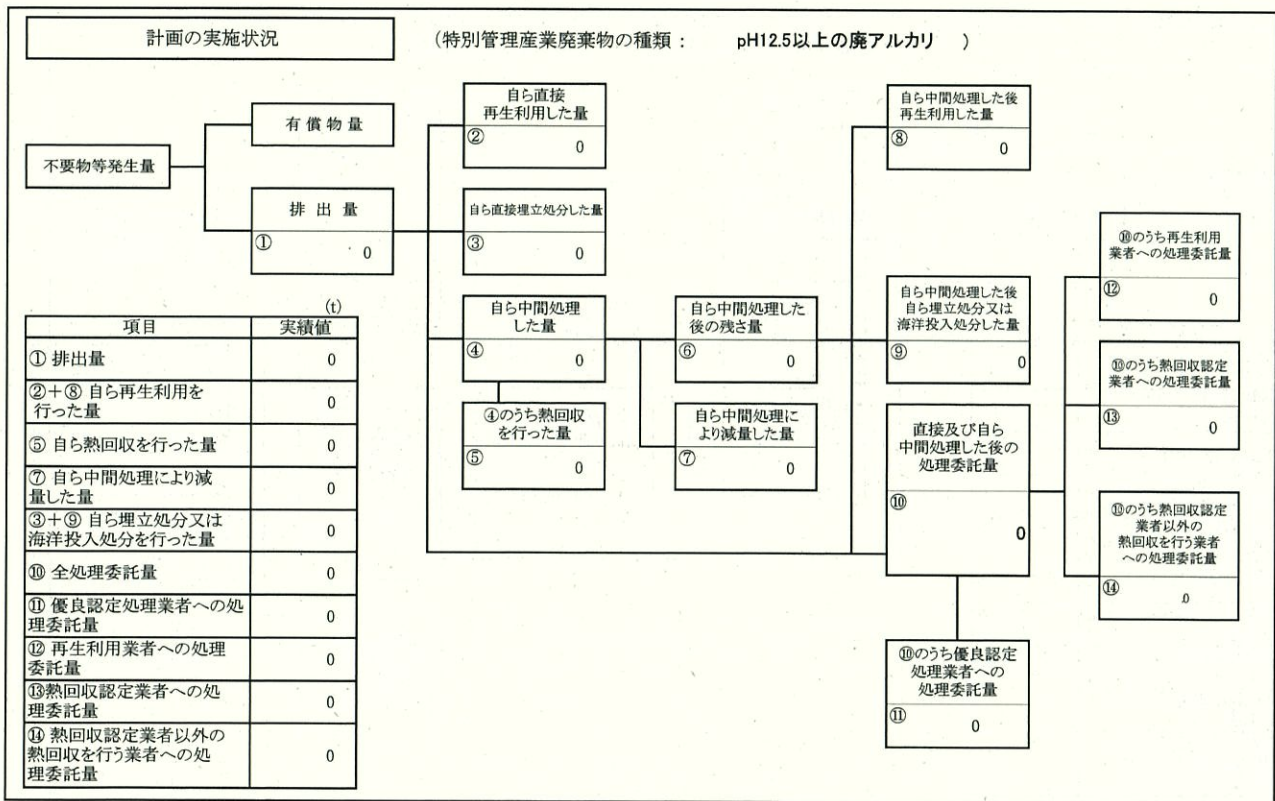 計画の実施状況
(特別管理産業廃棄物の種類： pH12.5以上の廃アルカリ )
不要物等発生量
有償物量
排出量
①
0
自ら直接
再生利用した量
②
0
自ら直接埋立処分した量
③
0
自ら中間処理
した量
④
0
④のうち熱回収
を行った量
⑤
0
自ら中間処理した
後の残さ量
⑥
0
自ら中間処理に
より減量した量
⑦
0
自ら中間処理した後
再生利用した量
⑧
0
自ら中間処理した後
自ら埋立処分又は
海洋投入処分した量
⑨
0
直接及び自ら
中間処理した後の
処理委託量
⑩
0
⑩のうち優良認定
処理業者への
処理委託量
⑪
0
⑩のうち再生利用
業者への処理委託量
⑫
0
⑩のうち熱回収認定
業者への処理委託量
⑬
0
⑩のうち熱回収認定
業者以外の
熱回収を行う業者
への処理委託量
⑭
0
(t)
項目 実績値
① 排出量 0
②＋⑧ 自ら再生利用を
行った量 0
⑤ 自ら熱回収を行った量 0
⑦ 自ら中間処理により減
量した量 0
③＋⑨ 自ら埋立処分又は
海洋投入処分を行った量 0
⑩ 全処理委託量 0
⑪ 優良認定処理業者への処
理委託量 0
⑫ 再生利用業者への処理
委託量 0
⑬熱回収認定業者への処
理委託量 0
⑭ 熱回収認定業者以外の
熱回収を行う業者への処
理委託量 0